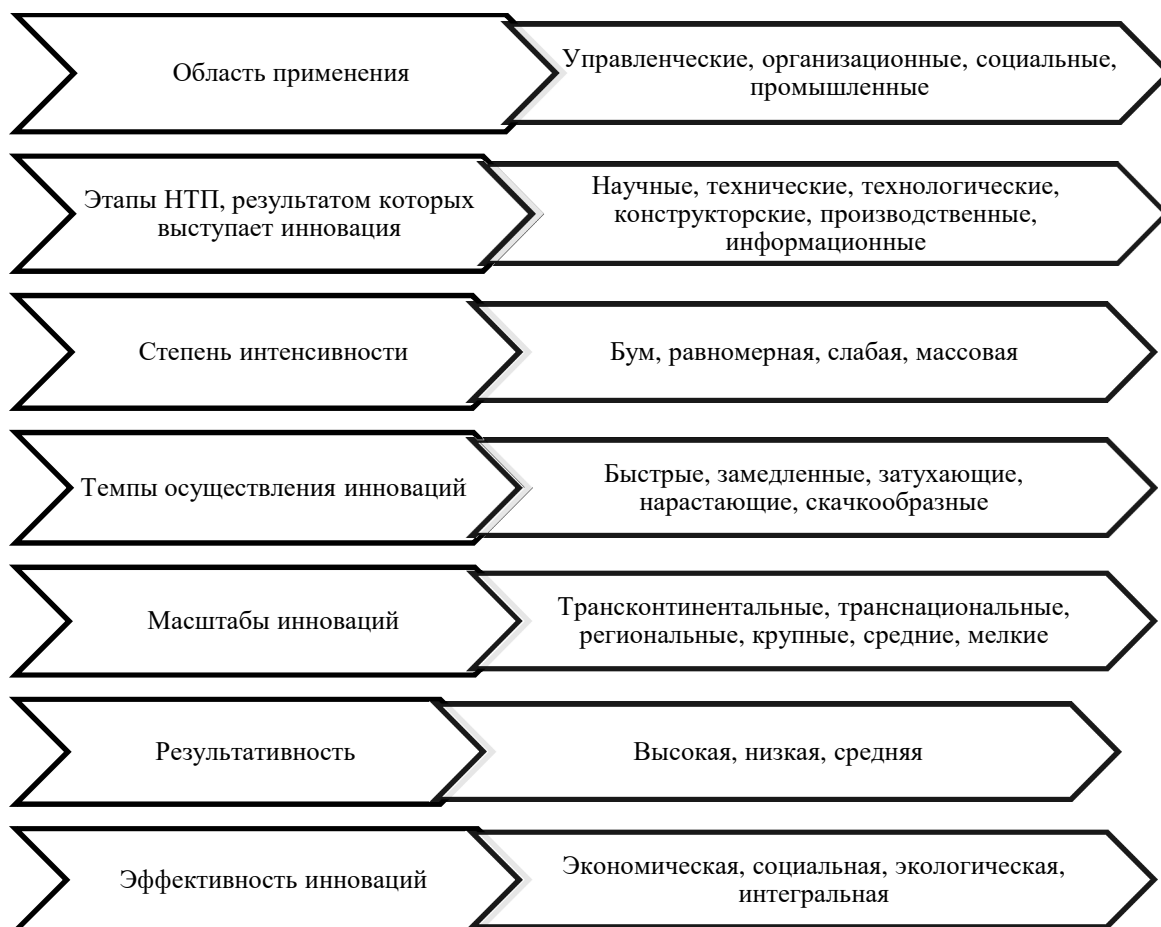 Область применения
Управленческие, организационные, социальные,
промышленные
Этапы НТП, результатом которых
выступает инновация
Научные, технические, технологические,
конструкторские, производственные,
информационные
Степень интенсивности
Бум, равномерная, слабая, массовая
Темпы осуществления инноваций
Быстрые, замедленные, затухающие,
нарастающие, скачкообразные
Масштабы инноваций
Трансконтинентальные, транснациональные,
региональные, крупные, средние, мелкие
Результативность
Высокая, низкая, средняя
Эффективность инноваций
Экономическая, социальная, экологическая,
интегральная